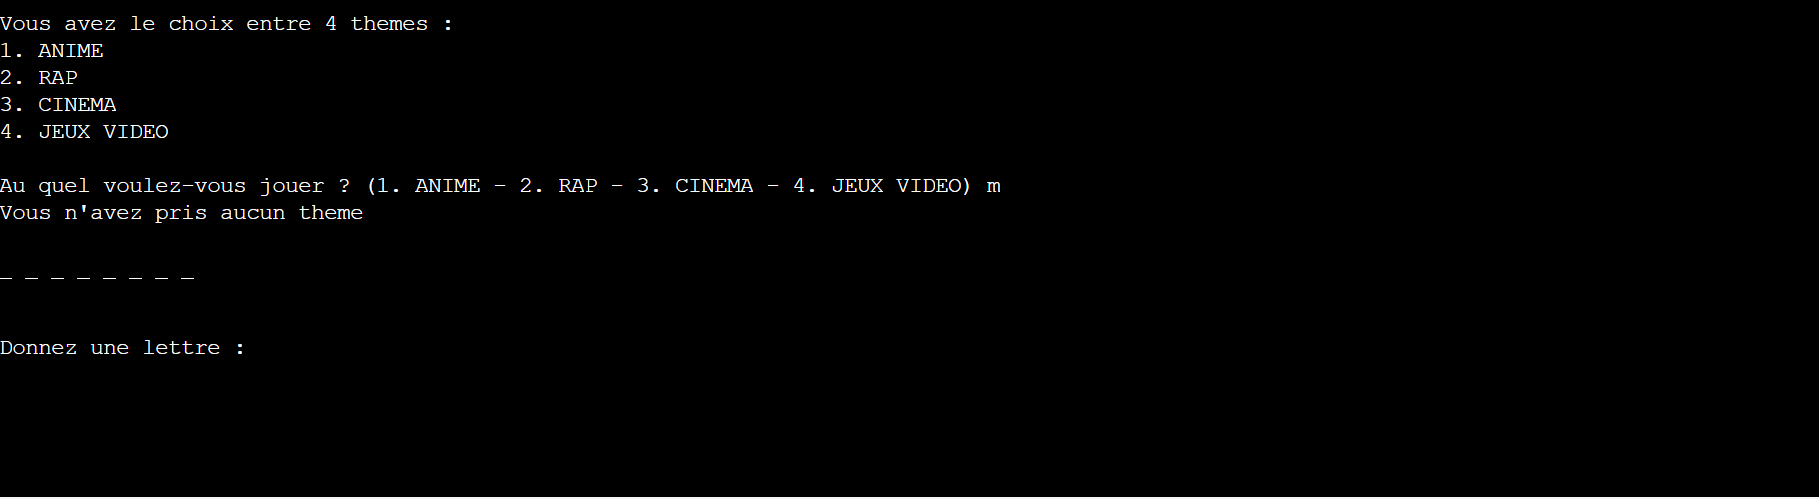 Vous avez le choix entre 4 themes :
1. ANIME
2. RAP
3. CINEMA
4. JEUX VIDEO
Au quel voulez-vous jouer ? (1. ANIME - 2. RAP - 3. CINEMA - 4. JEUX VIDEO) m
Vous n'avez pris aucun theme
_ _ _ _ _ _ _ _
Donnez une lettre :